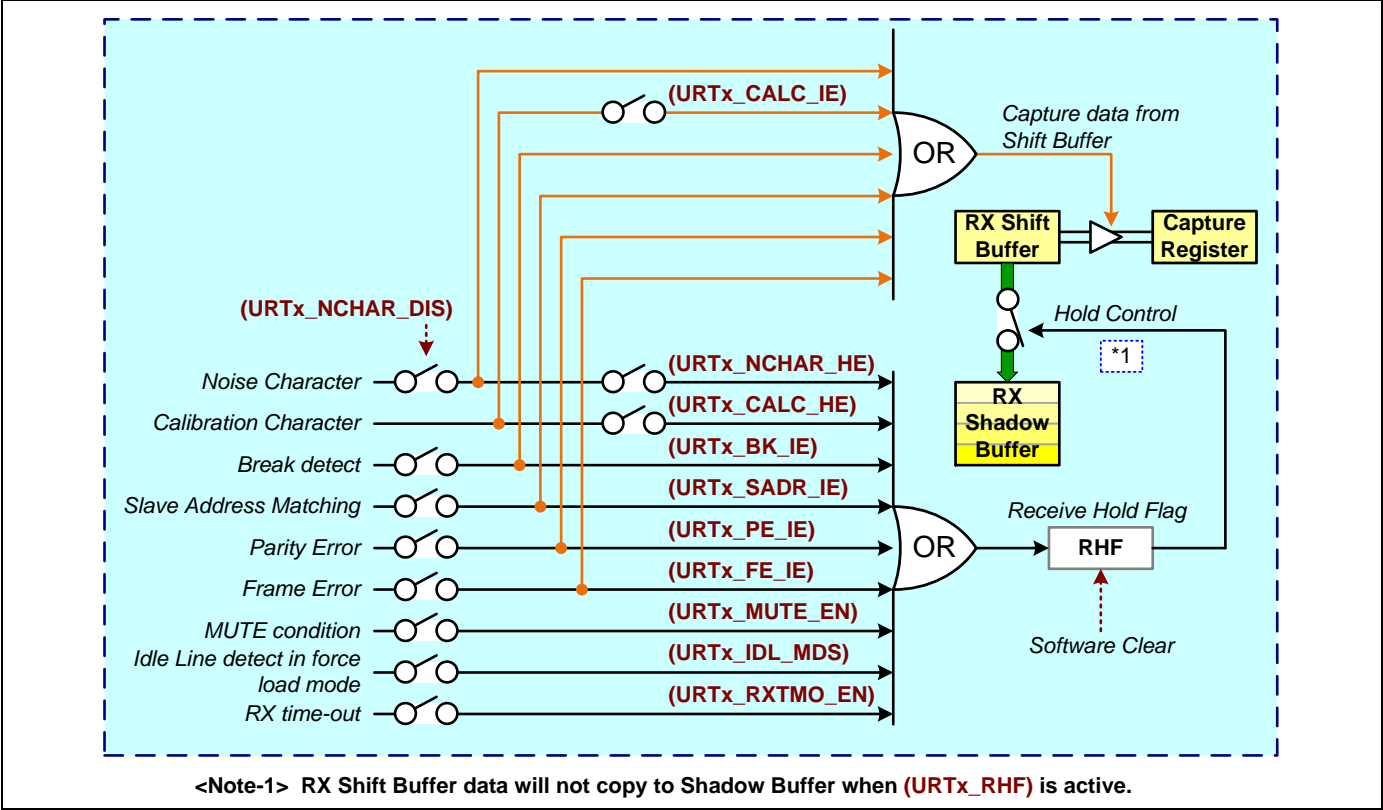 (URTx_CALC_IE)
OR
Capture data from
Shift Buffer
RX Shift
Buffer
Capture
Register
(URTx_NCHAR_DIS)
Hold Control
*1
Noise Character
(URTx_NCHAR_HE)
Calibration Character
(URTx_CALC_HE)
RX
Shadow
Buffer
Break detect
(URTx_BK_IE)
Slave Address Matching
(URTx_SADR_IE)
Parity Error
(URTx_PE_IE)
OR
Receive Hold Flag
RHF
Frame Error
(URTx_FE_IE)
MUTE condition
(URTx_MUTE_EN)
Software Clear
Idle Line detect in force
load mode
(URTx_IDL_MDS)
RX time-out
(URTx_RXTMO_EN)
<Note-1> RX Shift Buffer data will not copy to Shadow Buffer when (URTx_RHF) is active.